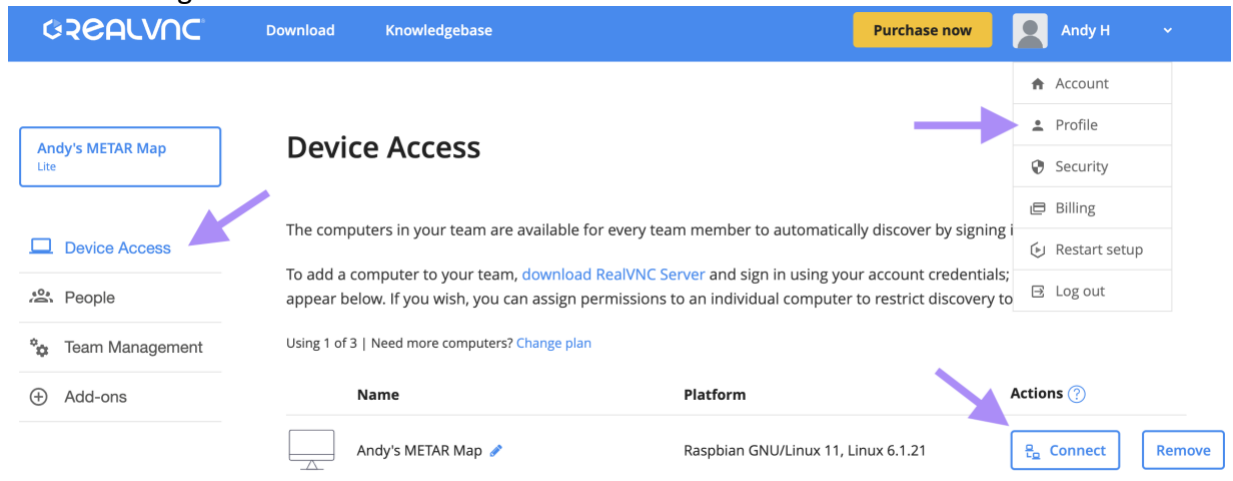 REALVNC Download Knowledgebase Purchase now Andy H
Account
Profile
Security
Billing
Restart setup
Log out
Andy's METAR Map
Lite
Device Access
People
Team Management
Add-ons
Device Access
The computers in your team are available for every team member to automatically discover by signing
To add a computer to your team, download RealVNC Server and sign in using your account credentials;
appear below. If you wish, you can assign permissions to an individual computer to restrict discovery to
Using 1 of 3 | Need more computers? Change plan
Name Platform Actions ?
Andy's METAR Map Raspbian GNU/Linux 11, Linux 6.1.21 Connect Remove